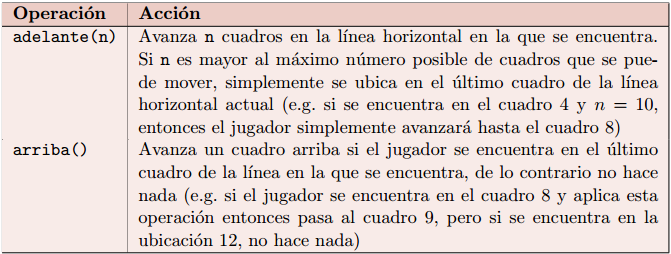 Operación Acción
adelante(n) Avanza n cuadros en la línea horizontal en la que se encuentra.
Si n es mayor al máximo número posible de cuadros que se pue-
de mover, simplemente se ubica en el último cuadro de la línea
horizontal actual (e.g. si se encuentra en el cuadro 4 y n = 10,
entonces el jugador simplemente avanzará hasta el cuadro 8)
arriba() Avanza un cuadro arriba si el jugador se encuentra en el último
cuadro de la línea en la que se encuentra, de lo contrario no hace
nada (e.g. si el jugador se encuentra en el cuadro 8 y aplica esta
operación entonces pasa al cuadro 9, pero si se encuentra en la
ubicación 12, no hace nada)